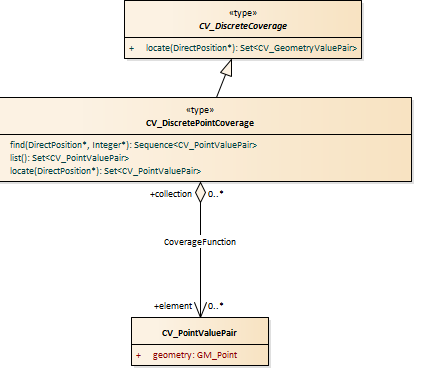 «type»
CV_DiscreteCoverage
+ locate(DirectPosition*): Set<CV_GeometryValuePair>
«type»
CV_DiscretePointCoverage
find(DirectPosition*, Integer*): Sequence<CV_PointValuePair>
list(): Set<CV_PointValuePair>
locate(DirectPosition*): Set<CV_PointValuePair>
+collection 0..*
CoverageFunction
+element 0..*
CV_PointValuePair
+ geometry: GM_Point